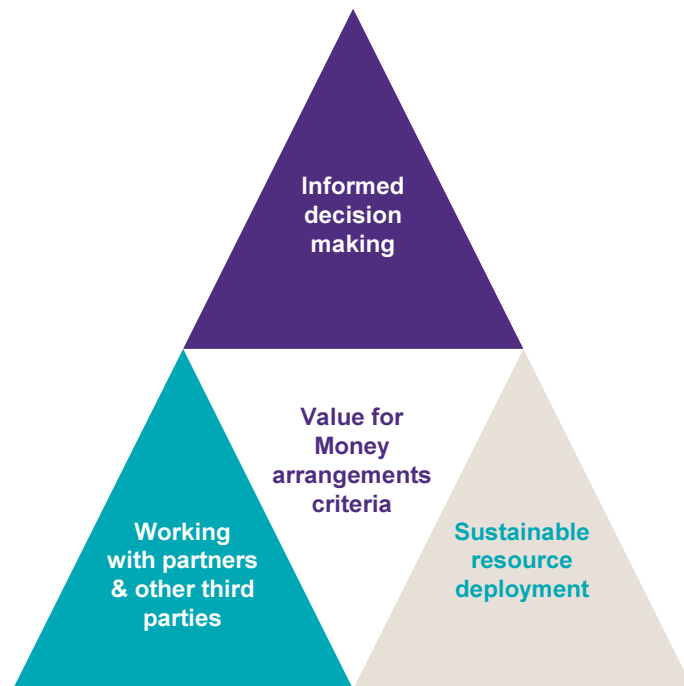 Informed
decision
making
Value for
Money
arrangements
criteria
Working
with partners
& other third
parties
Sustainable
resource
deployment